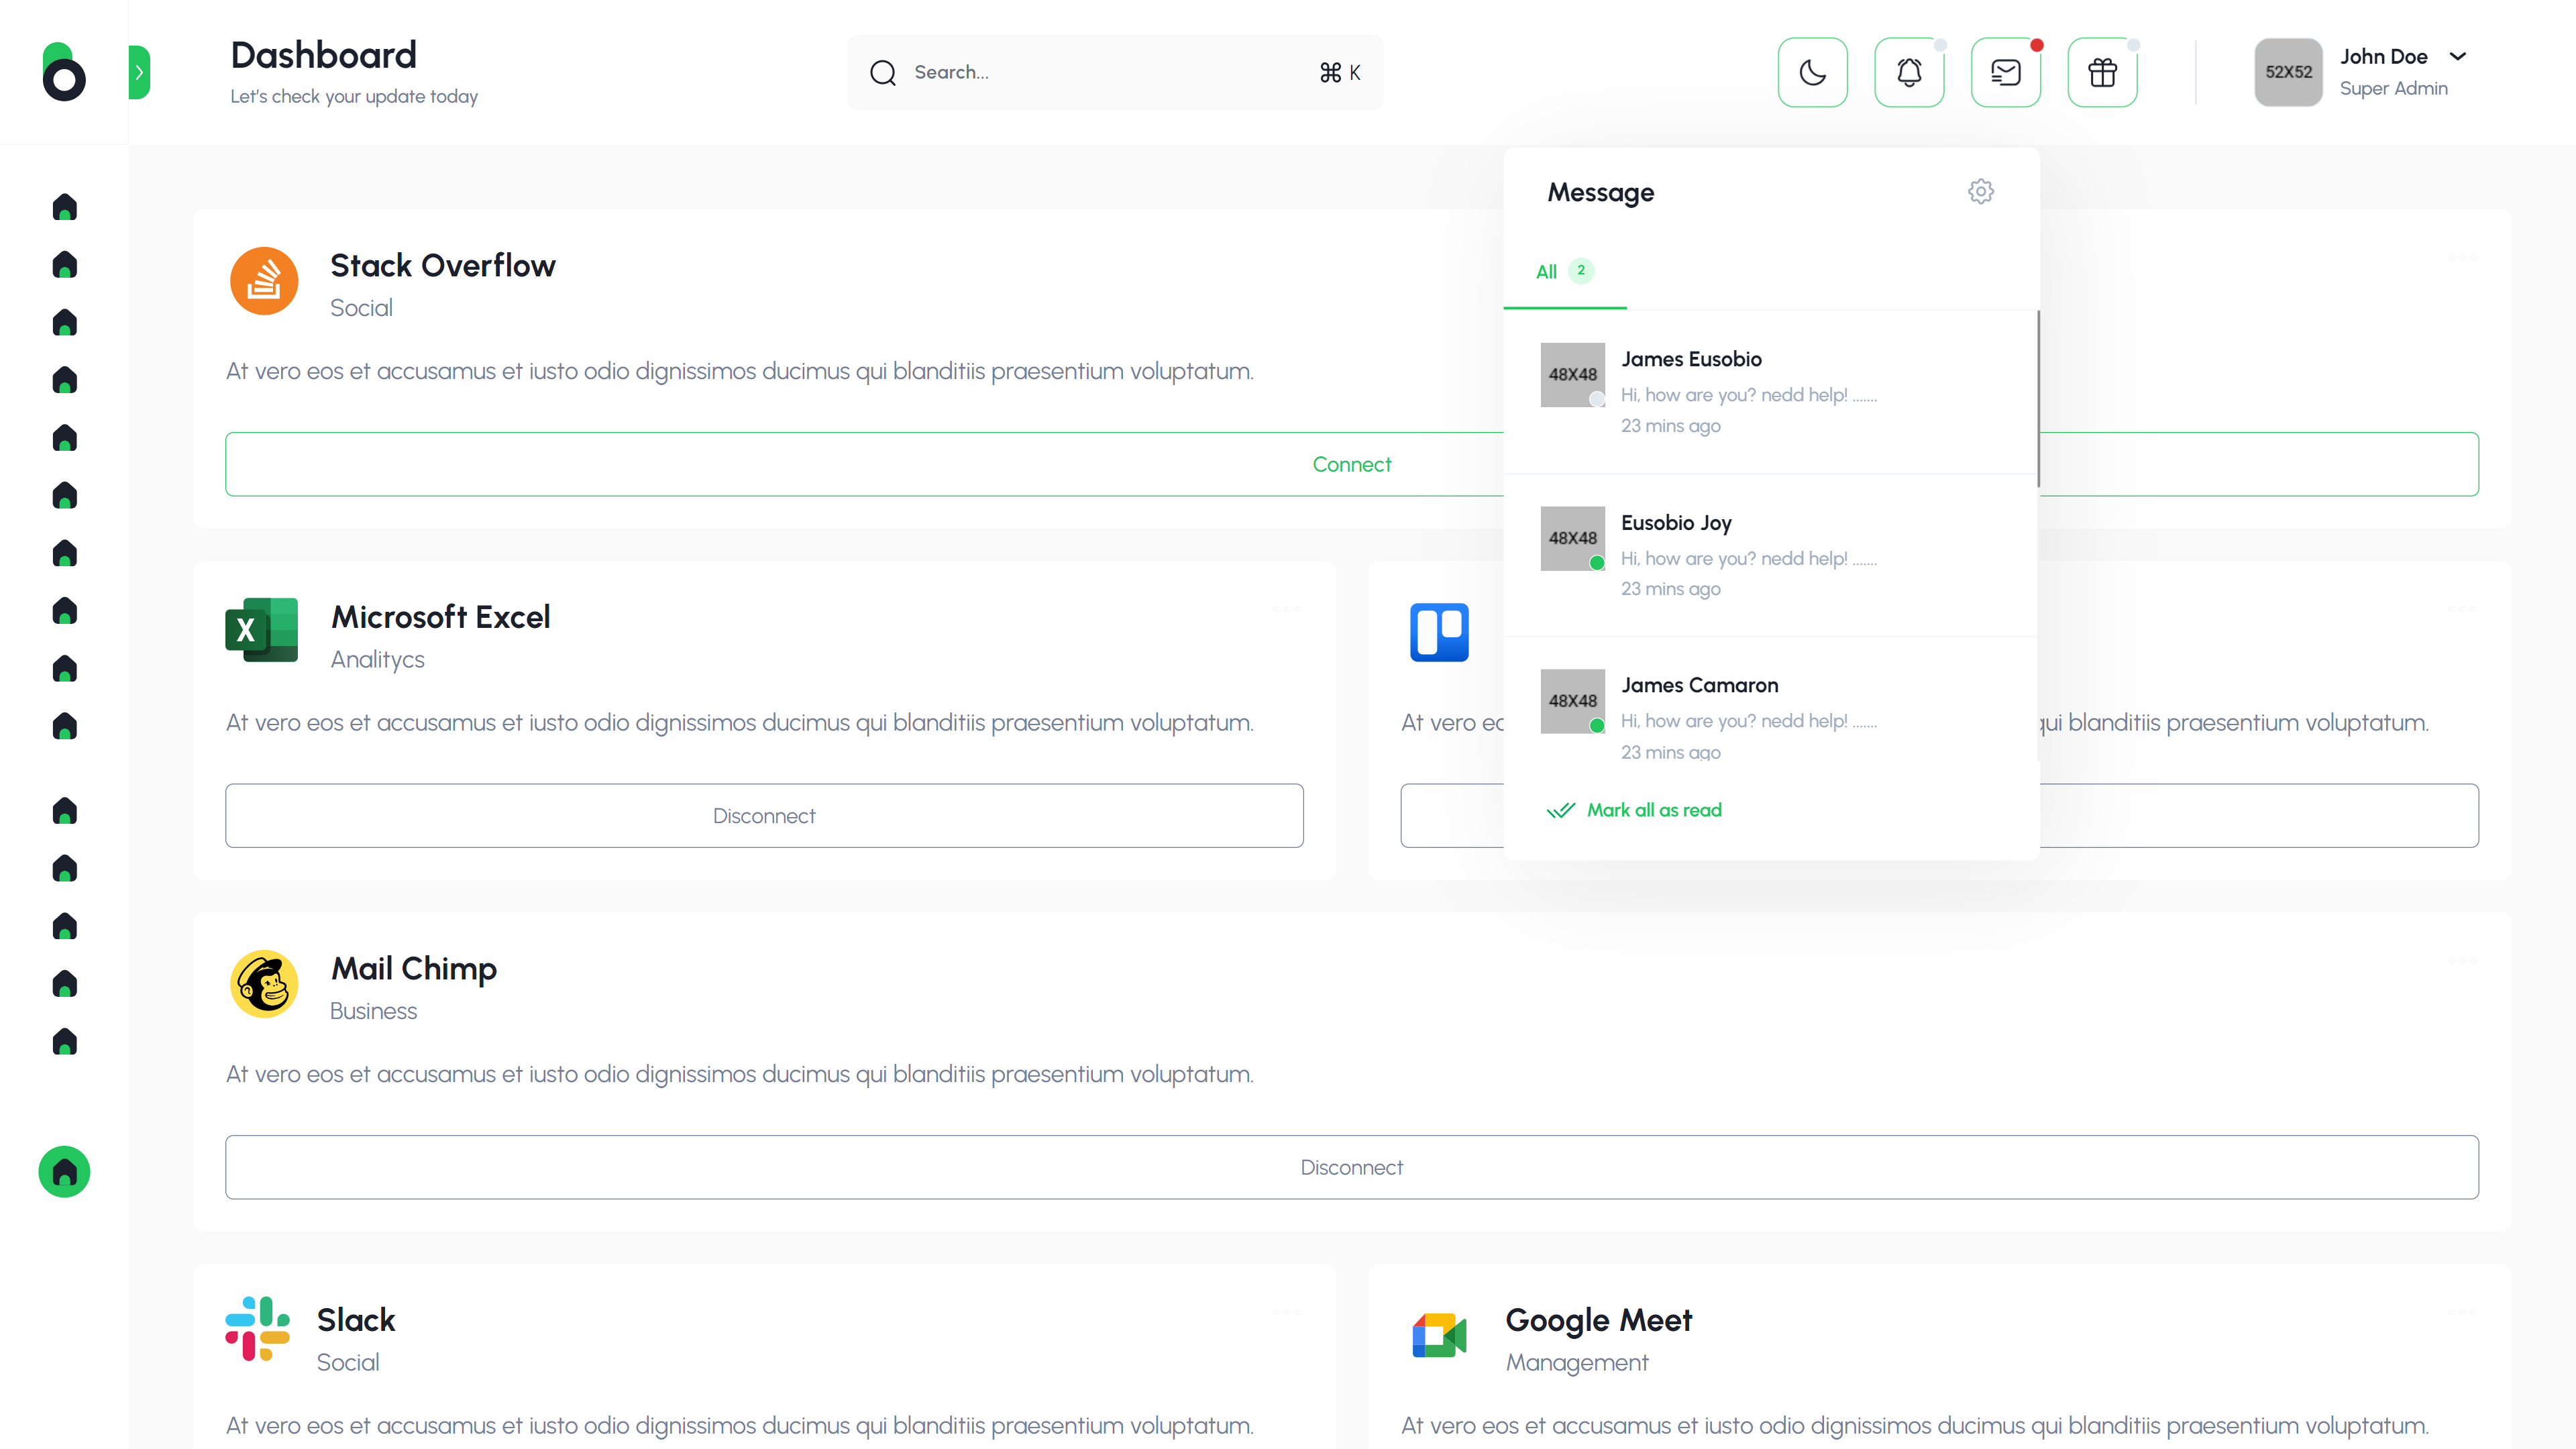 Dashboard
Let's check your update today
Search...
⌘ K
52X52
John Doe
Super Admin
Message
All 2
48X48
James Eusobio
Hi, how are you? nedd help! .......
23 mins ago
48X48
Eusobio Joy
Hi, how are you? nedd help! .......
23 mins ago
48X48
James Camaron
Hi, how are you? nedd help! .......
23 mins ago
Mark all as read
Stack Overflow
Social
At vero eos et accusamus et iusto odio dignissimos ducimus qui blanditiis praesentium voluptatum.
Connect
Microsoft Excel
Analitycs
At vero eos et accusamus et iusto odio dignissimos ducimus qui blanditiis praesentium voluptatum.
Disconnect
At vero qui blanditiis praesentium voluptatum.
Mail Chimp
Business
At vero eos et accusamus et iusto odio dignissimos ducimus qui blanditiis praesentium voluptatum.
Disconnect
Slack
Social
At vero eos et accusamus et iusto odio dignissimos ducimus qui blanditiis praesentium voluptatum.
Google Meet
Management
At vero eos et accusamus et iusto odio dignissimos ducimus qui blanditiis praesentium voluptatum.